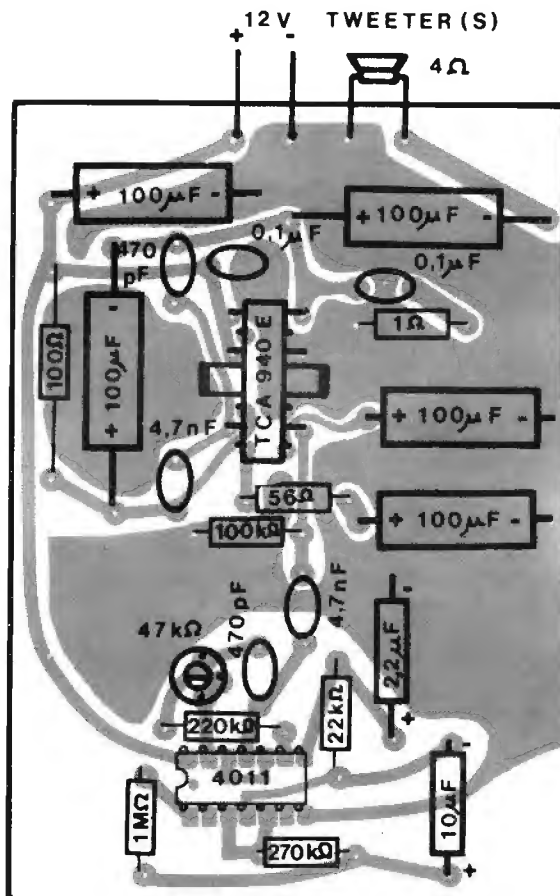 12 V TWEETER (S)
+ -
4Ω
+ 100µF -
+ 100µF -
470 pF
0,1µF
0,1µF
100Ω
- 100µF +
TCA 940 E
1Ω
4,7nF
+ 100µF -
56Ω
+ 100µF -
100kΩ
4,7nF
470pF
47kΩ
- 2,2µF +
220kΩ
22kΩ
4011
1MΩ
- 10µF +
270kΩ